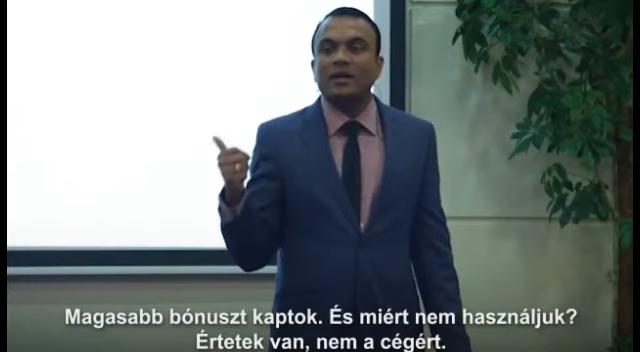 Magasabb bónuszt kaptok. És miért nem használjuk?
Értetek van, nem a cégért.